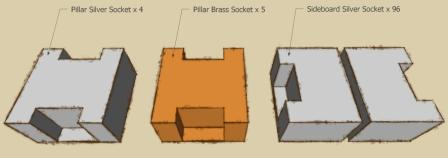 Pillar Silver Socket x 4
Pillar Brass Socket x 5
Sideboard Silver Socket x 96